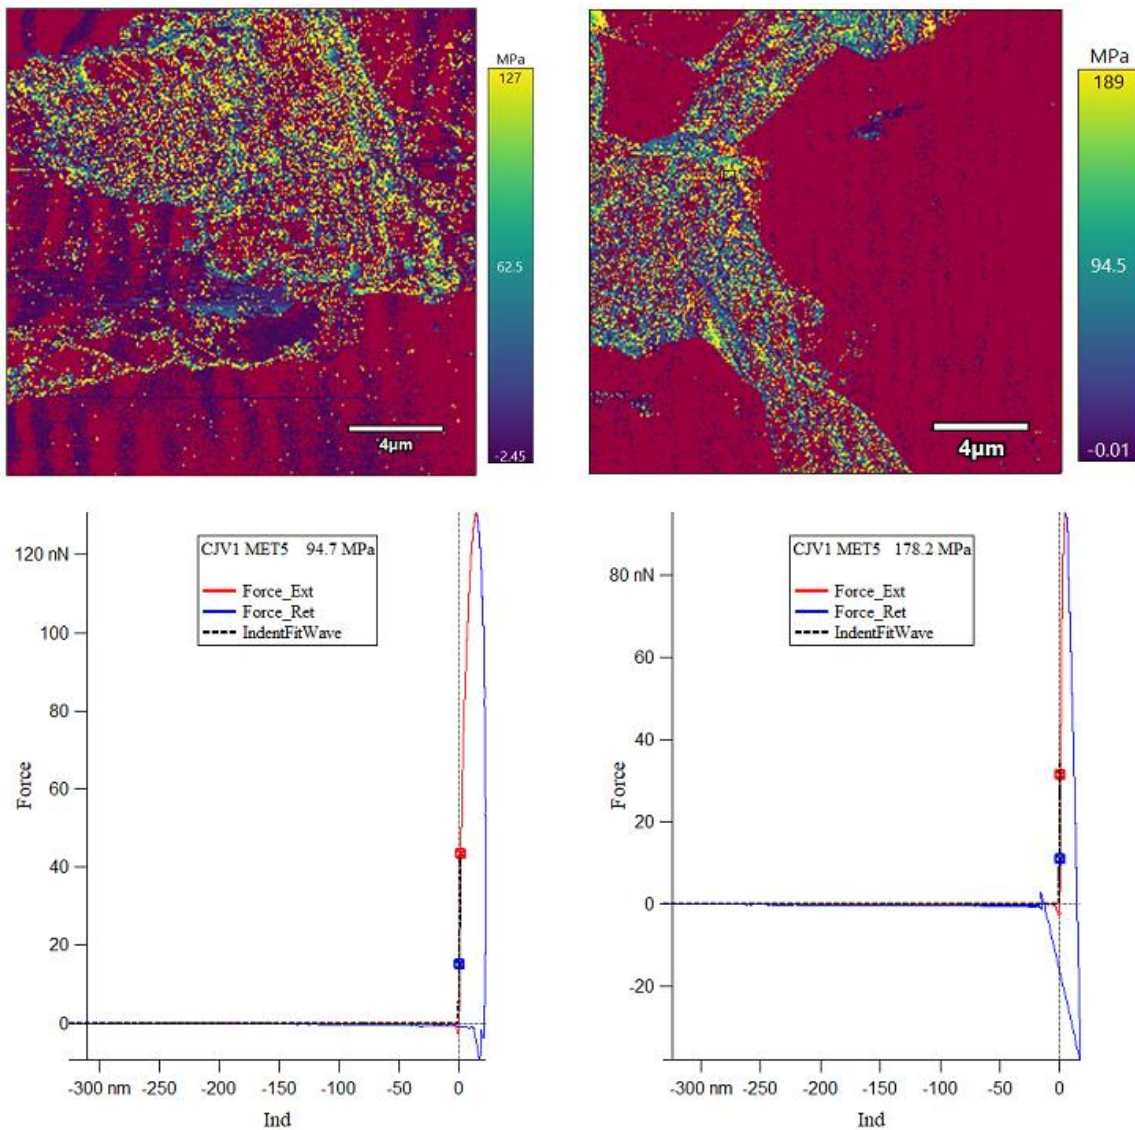 MPa
127
62.5
-2.45
4µm
MPa
189
94.5
-0.01
4µm
CJV1 MET5 94.7 MPa
Force_Ext
Force_Ret
IndentFitWave
120 nN
100
80
60
40
20
0
Force
-300 nm -250 -200 -150 -100 -50 0
Ind
CJV1 MET5 178.2 MPa
Force_Ext
Force_Ret
IndentFitWave
80 nN
60
40
20
0
-20
Force
-300 nm -250 -200 -150 -100 -50 0
Ind